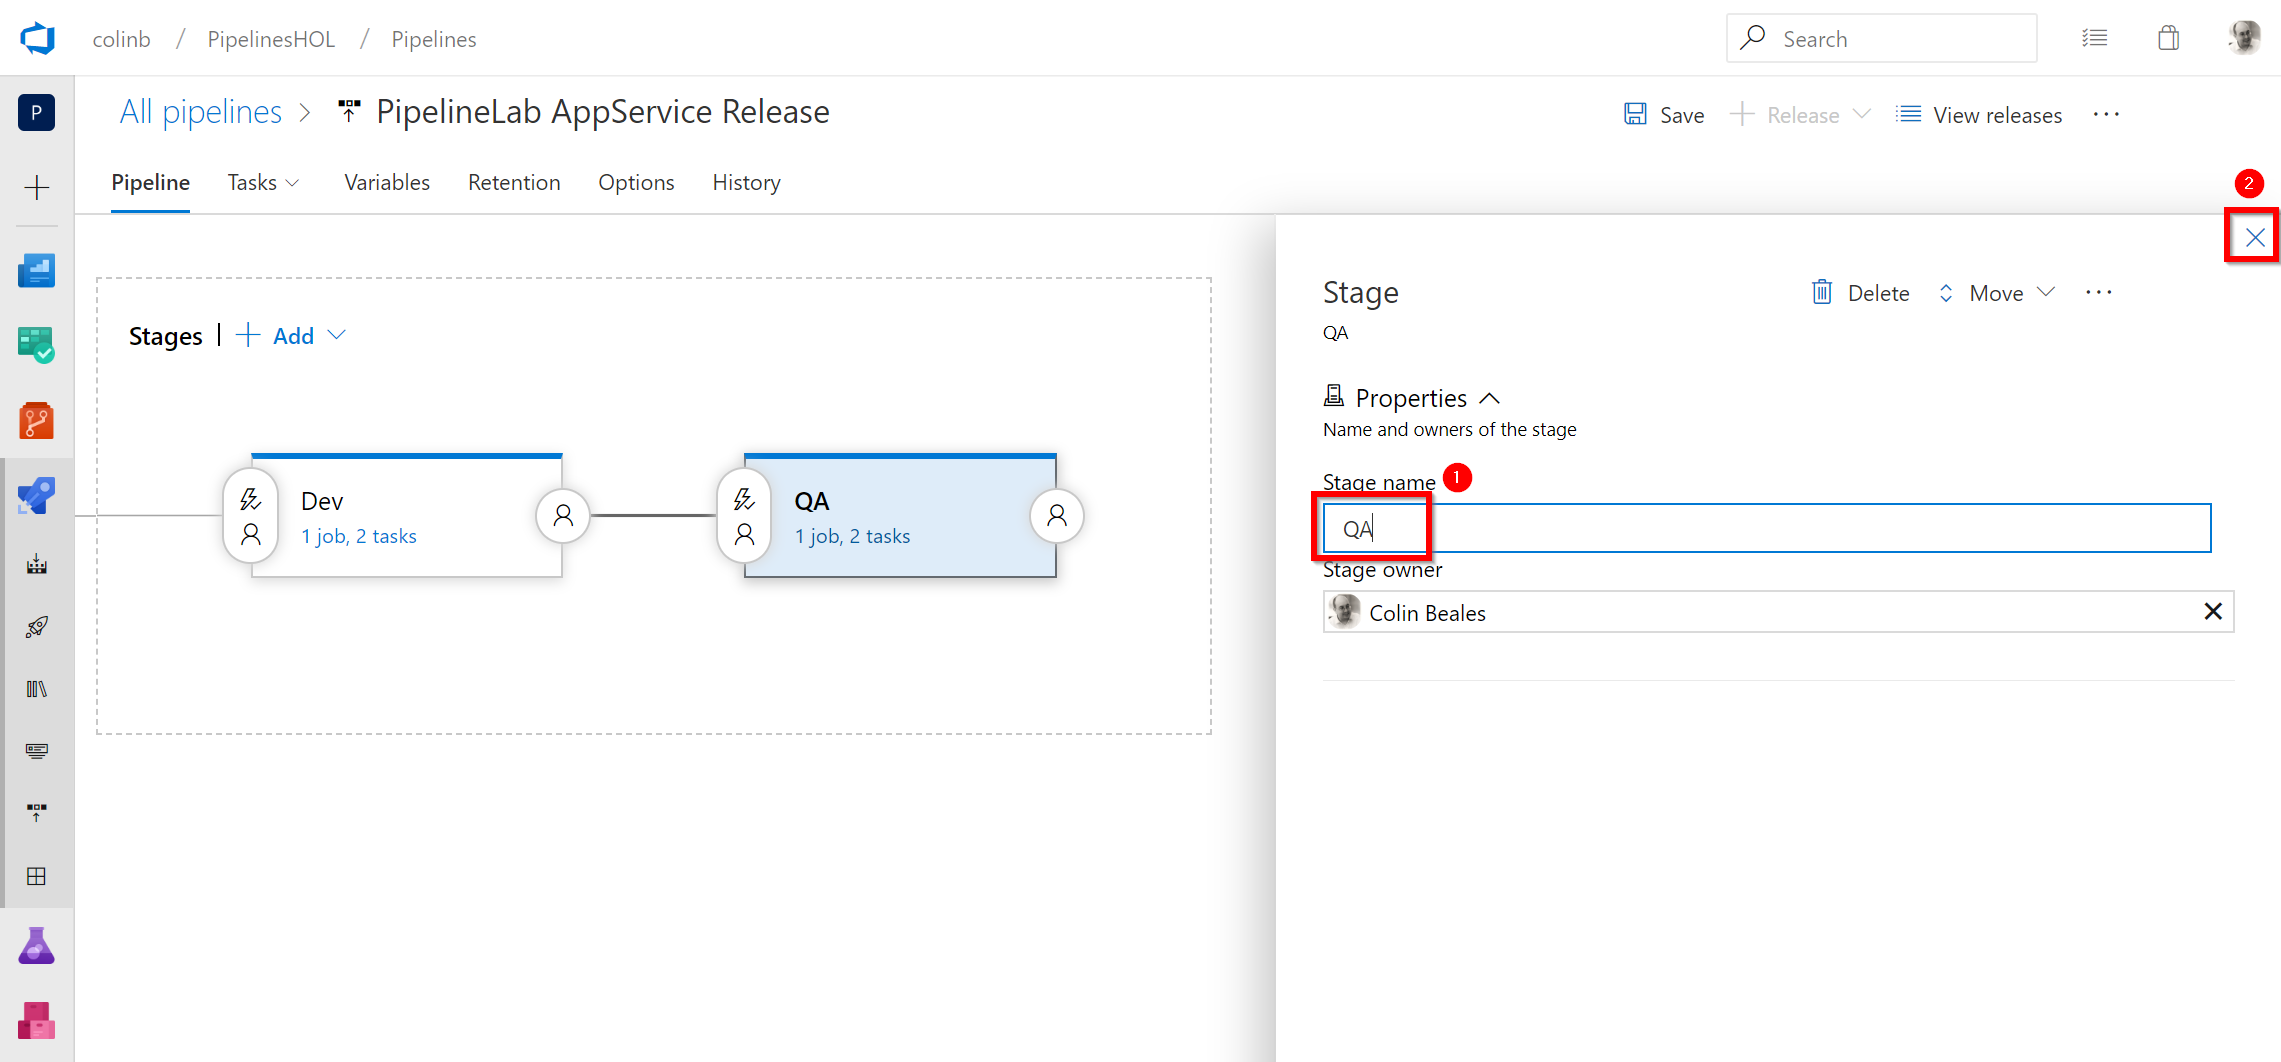 colinb / PipelinesHOL / Pipelines
Search
P
All pipelines > PipelineLab AppService Release
Save
Release
View releases
Pipeline Tasks Variables Retention Options History
2
Stages | + Add
Stage
Delete Move
QA
Properties
Name and owners of the stage
Stage name 1
QA
Dev
1 job, 2 tasks
QA
1 job, 2 tasks
Stage owner
Colin Beales